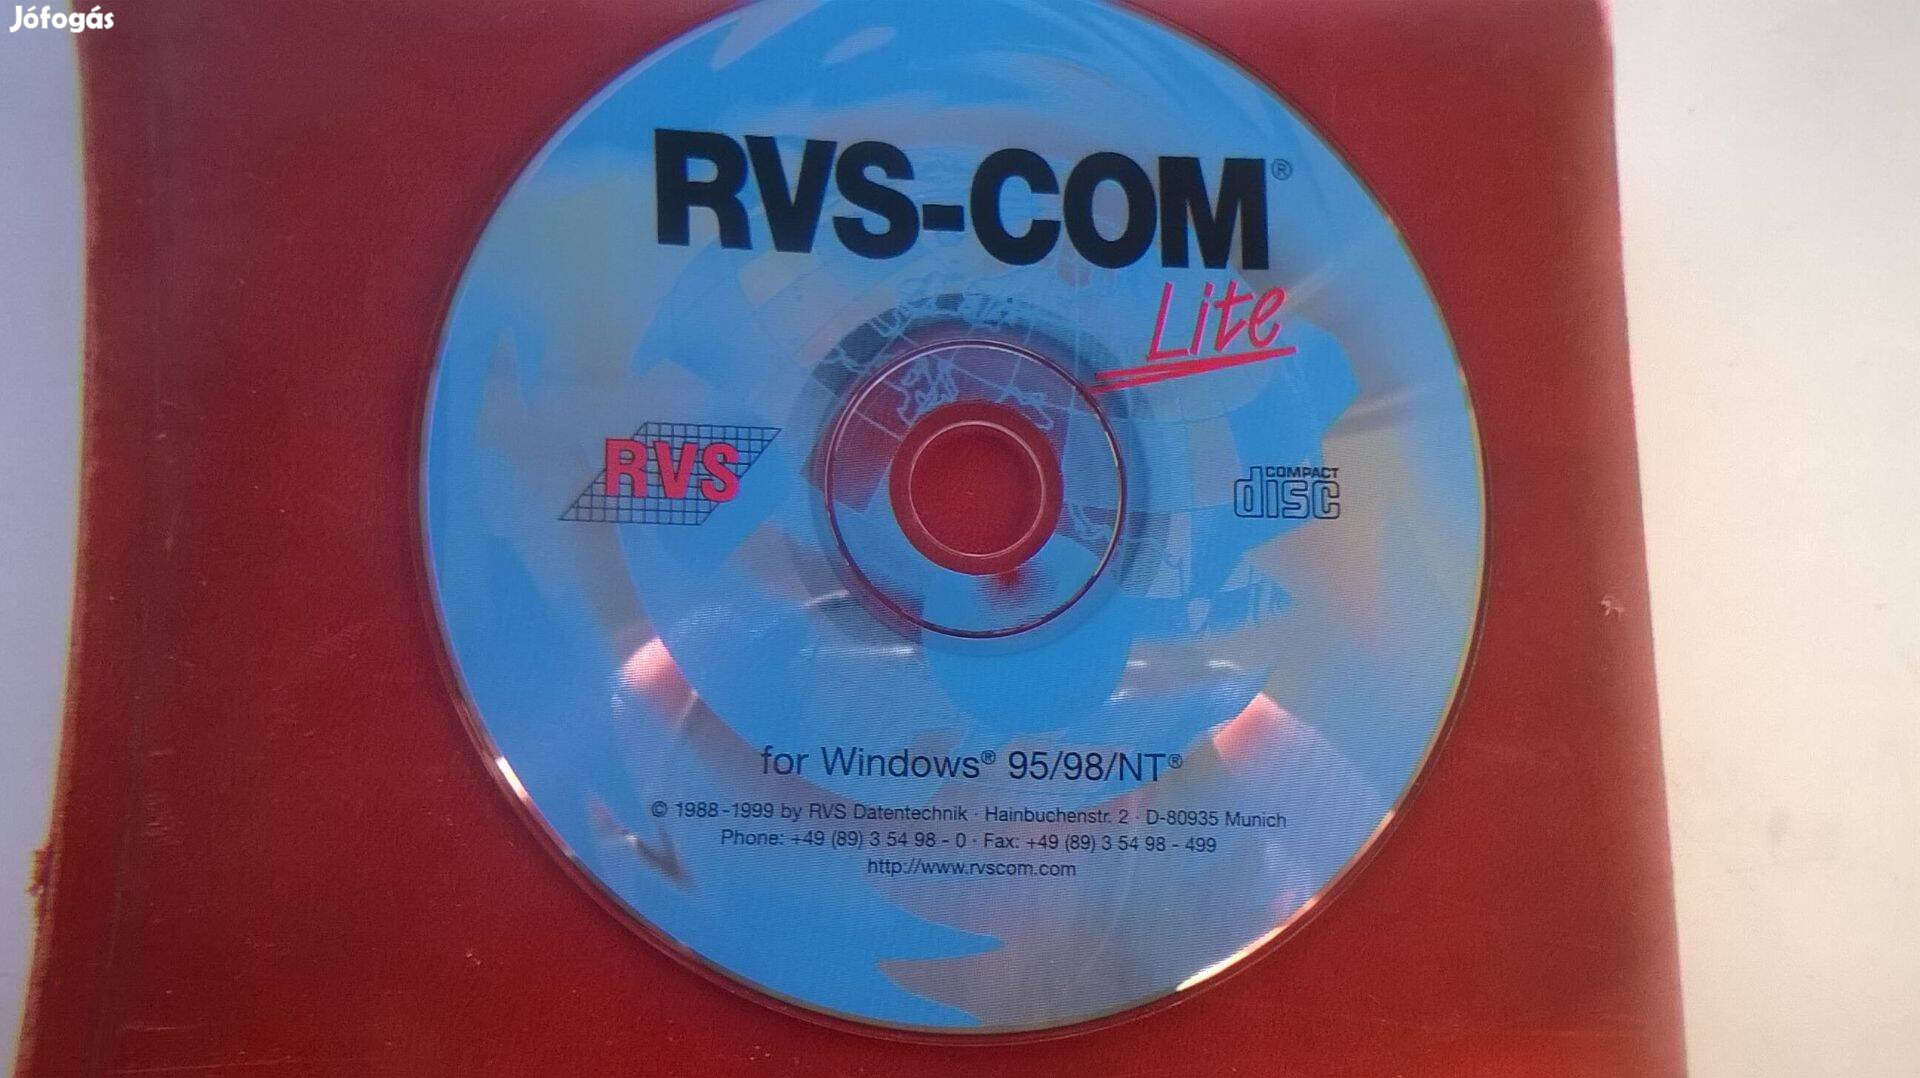 Jófogás
RVS-COM®
Lite
RVS
COMPACT
disc
for Windows® 95/98/NT®
© 1988-1999 by RVS Datentechnik · Hainbuchenstr. 2 · D-80935 Munich
Phone: +49 (89) 3 54 98 - 0 · Fax: +49 (89) 3 54 98 - 499
http://www.rvscom.com